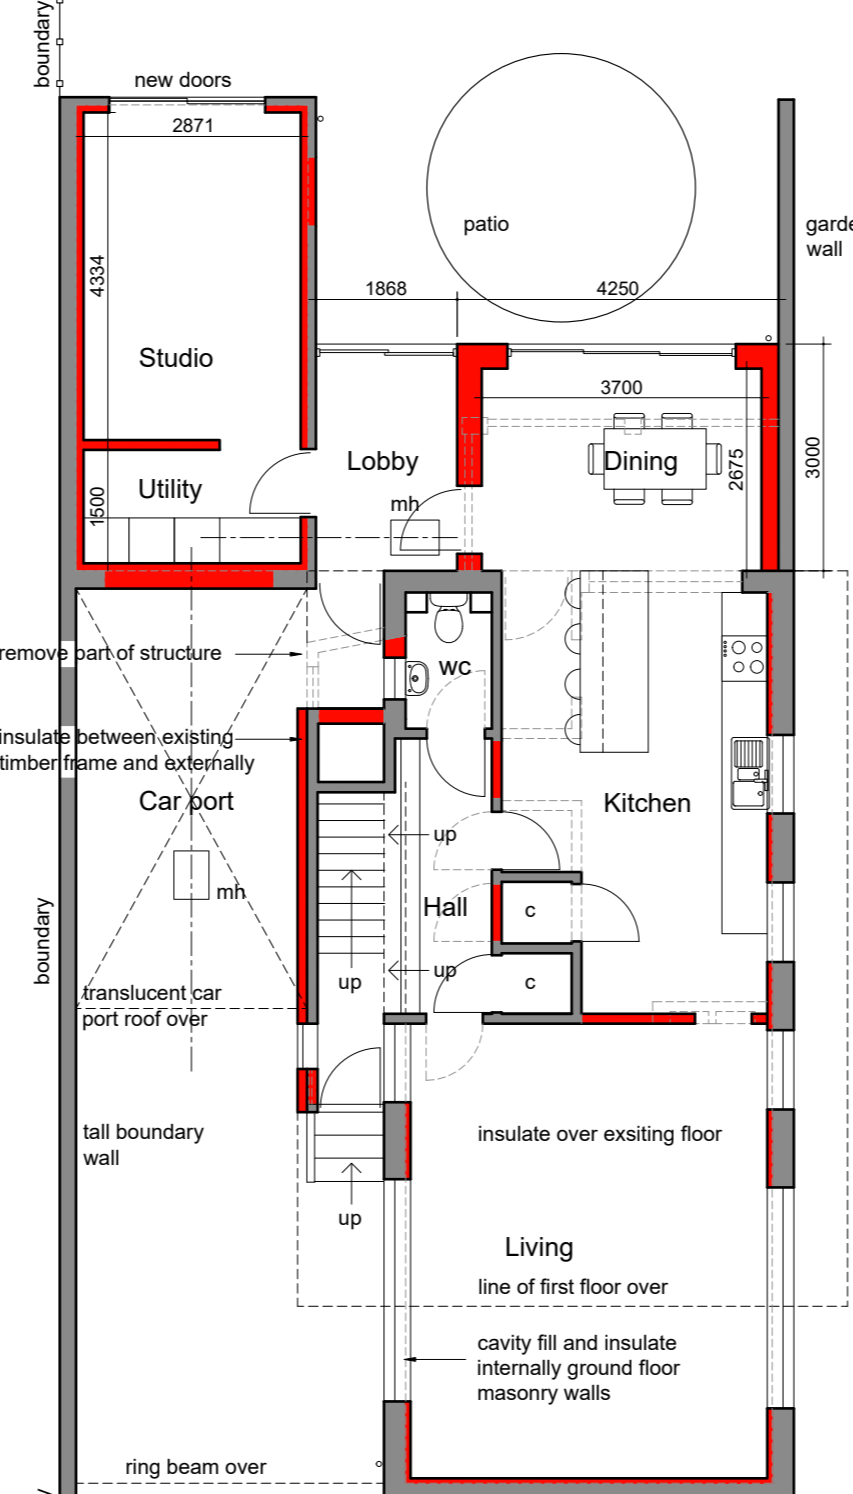 boundary
new doors
2871
patio
garde
wall
4334
1868
4250
Studio
3700
Lobby
Dining
2675
3000
Utility
1500
mh
remove part of structure
wc
insulate between existing
timber frame and externally
Car port
Kitchen
up
mh
Hall
c
boundary
up
up
c
translucent car
port roof over
tall boundary
wall
insulate over exsiting floor
up
Living
line of first floor over
cavity fill and insulate
internally ground floor
masonry walls
ring beam over